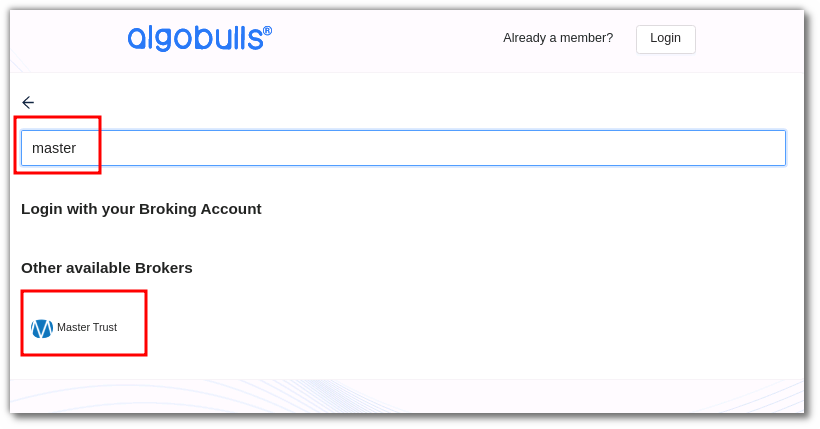 algobulls®
Already a member?
Login
master
Login with your Broking Account
Other available Brokers
Master Trust